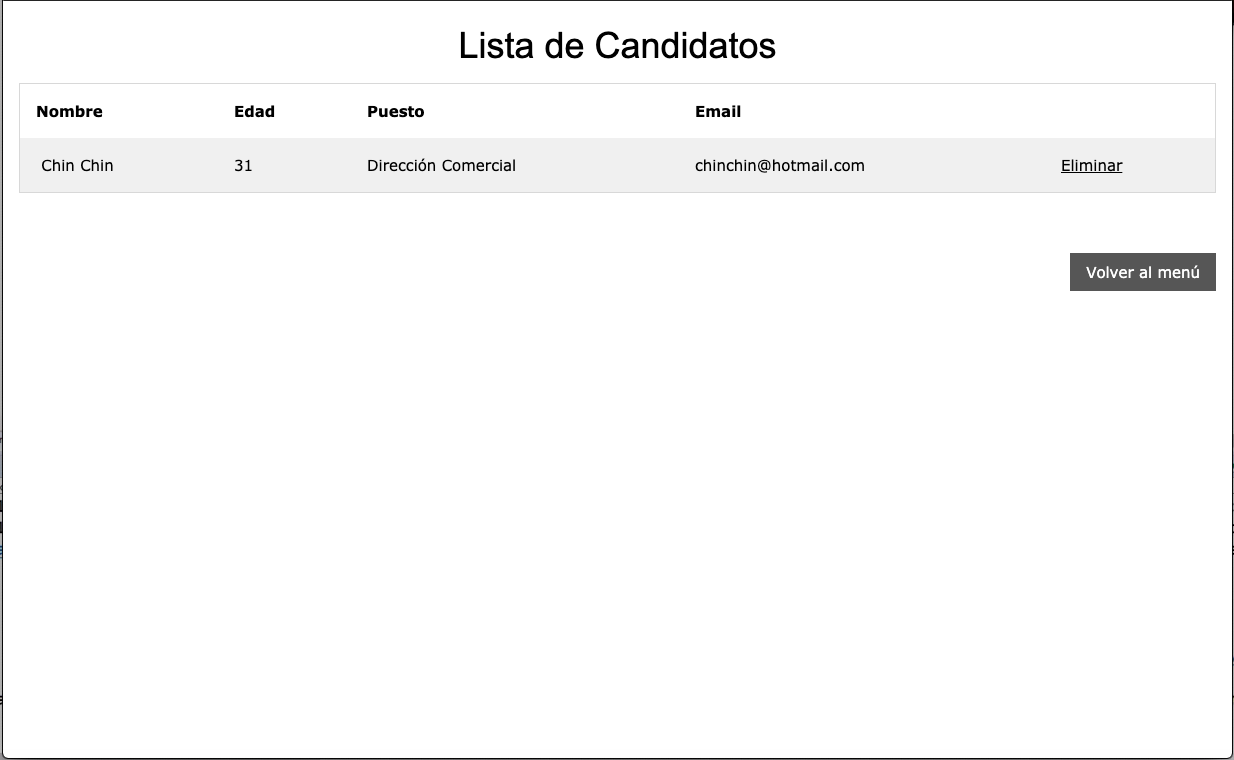 Lista de Candidatos
Nombre Edad Puesto Email
Chin Chin 31 Dirección Comercial chinchin@hotmail.com Eliminar
Volver al menú